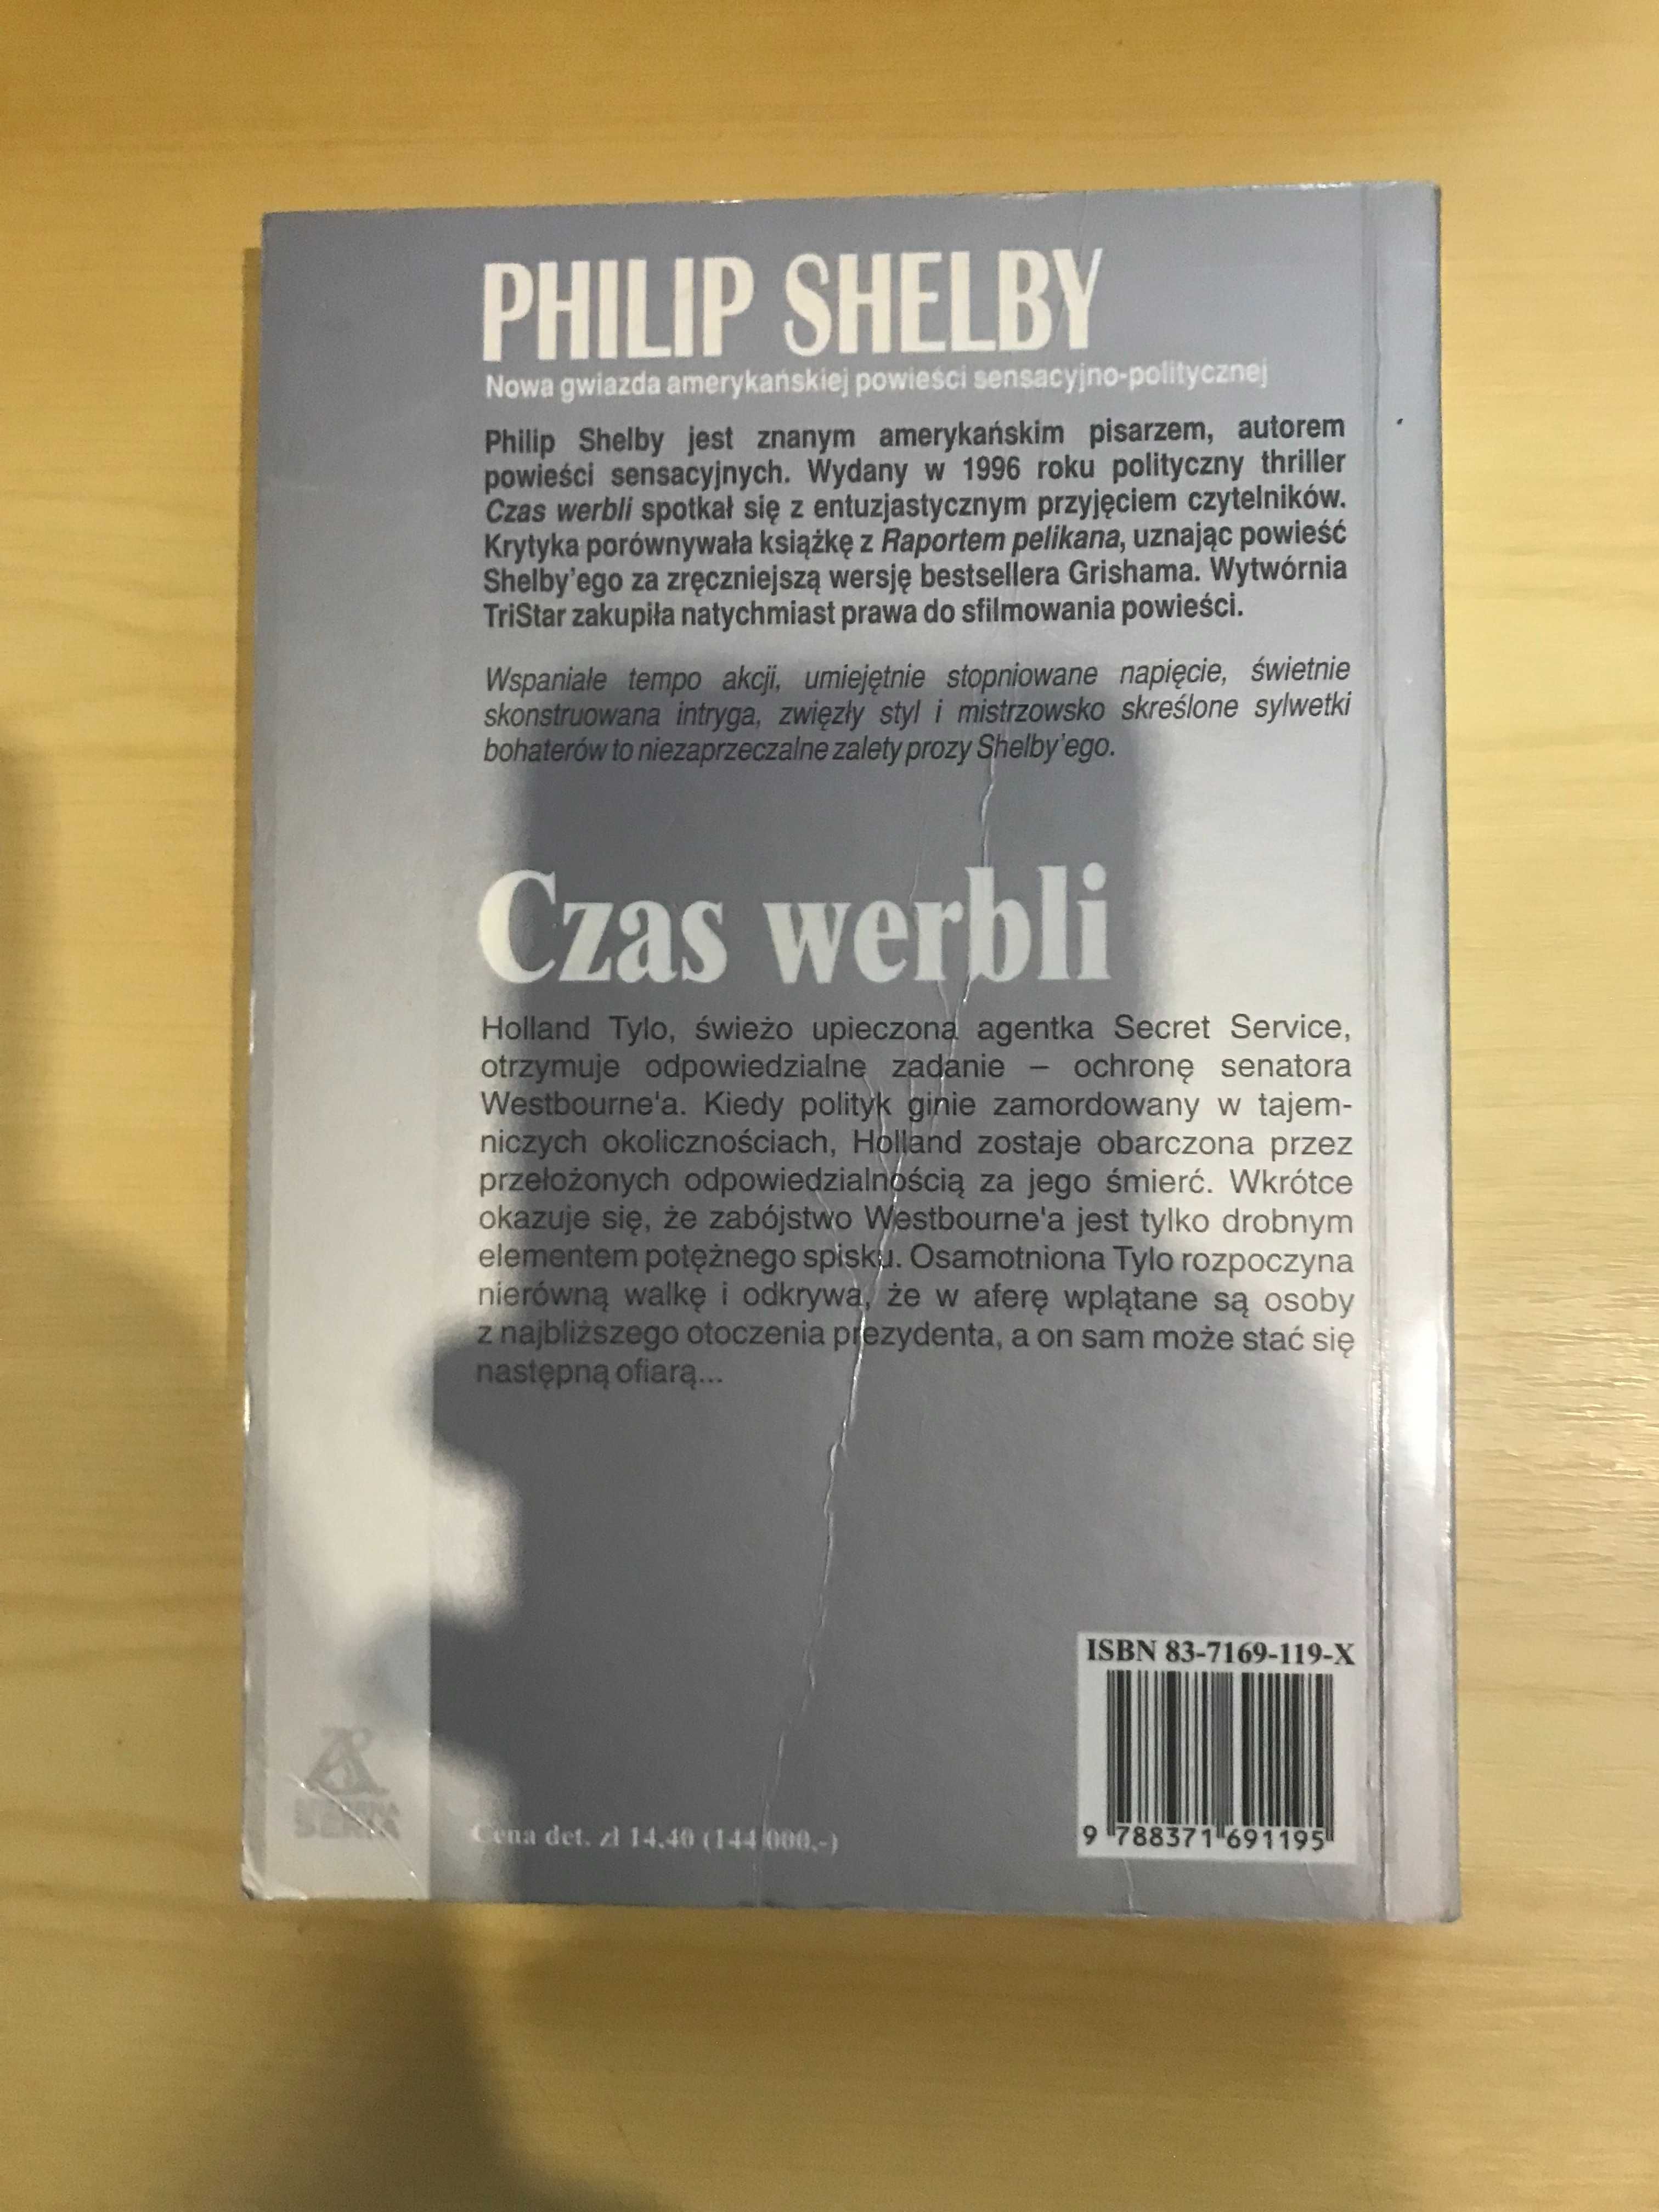 PHILIP SHELBY
Nowa gwiazda amerykańskiej powieści sensacyjno-politycznej
Philip Shelby jest znanym amerykańskim pisarzem, autorem
powieści sensacyjnych. Wydany w 1996 roku polityczny thriller
Czas werbli spotkał się z entuzjastycznym przyjęciem czytelników.
Krytyka porównywała książkę z Raportem pelikana, uznając powieść
Shelby'ego za zręczniejszą wersję bestsellera Grishama. Wytwórnia
TriStar zakupiła natychmiast prawa do sfilmowania powieści.
Wspaniałe tempo akcji, umiejętnie stopniowane napięcie, świetnie
skonstruowana intryga, zwięzły styl i mistrzowsko skreślone sylwetki
bohaterów to niezaprzeczalne zalety prozy Shelby'ego.
Czas werbli
Holland Tylo, świeżo upieczona agentka Secret Service,
otrzymuje odpowiedzialne zadanie – ochronę senatora
Westbourne'a. Kiedy polityk ginie zamordowany w tajem-
niczych okolicznościach, Holland zostaje obarczona przez
przełożonych odpowiedzialnością za jego śmierć. Wkrótce
okazuje się, że zabójstwo Westbourne'a jest tylko drobnym
elementem potężnego spisku. Osamotniona Tylo rozpoczyna
nierówną walkę i odkrywa, że w aferę wplątane są osoby
z najbliższego otoczenia prezydenta, a on sam może stać się
następną ofiarą...
ISBN 83-7169-119-X
9 788371 691195
SERIA
Cena det. zł 14.40 (144 000,-)